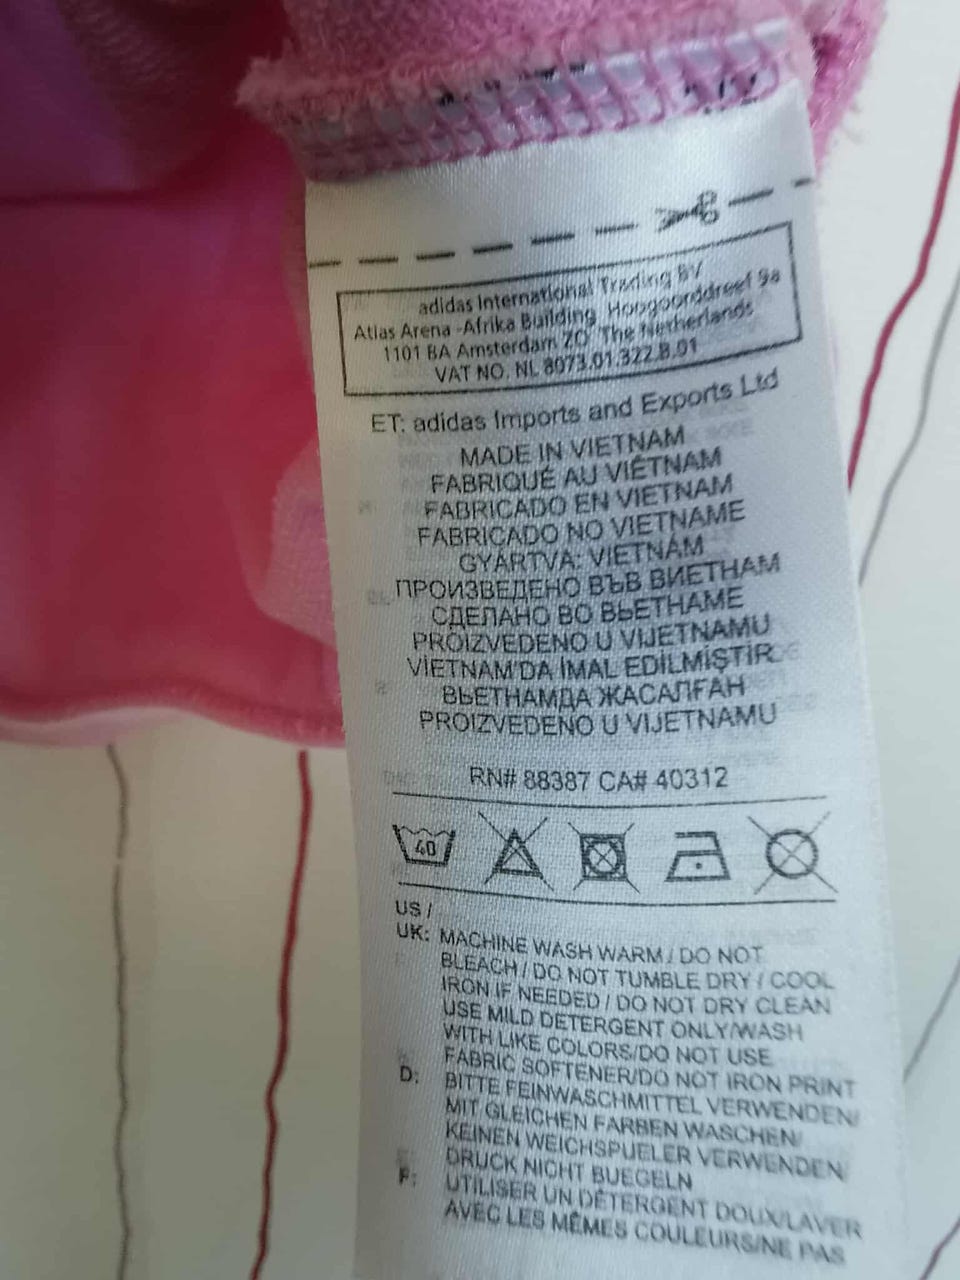 adidas International Trading BV
Atlas Arena -Afrika Building, Hoogoorddreef 9a
1101 BA Amsterdam ZO The Netherlands
VAT NO. NL 8073.01.322.B.01
ET: adidas Imports and Exports Ltd
MADE IN VIETNAM
FABRIQUÉ AU VIÊTNAM
FABRICADO EN VIETNAM
FABRICADO NO VIETNAME
GYÁRTVA: VIETNÁM
ПРОИЗВЕДЕНО ВЪВ ВИЕТНАМ
СДЕЛАНО ВО ВЬЕТНАМЕ
PROIZVEDENO U VIJETNAMU
VİETNAM'DA İMAL EDİLMİŞTİR
ВЬЕТНАМДА ЖАСАЛҒАН
PROIZVEDENO U VIJETNAMU
RN# 88387 CA# 40312
40
US /
UK: MACHINE WASH WARM / DO NOT
BLEACH / DO NOT TUMBLE DRY / COOL
IRON IF NEEDED / DO NOT DRY CLEAN
USE MILD DETERGENT ONLY/WASH
WITH LIKE COLORS/DO NOT USE
FABRIC SOFTENER/DO NOT IRON PRINT
D: BITTE FEINWASCHMITTEL VERWENDEN/
MIT GLEICHEN FARBEN WASCHEN/
KEINEN WEICHSPUELER VERWENDEN/
DRUCK NICHT BUEGELN
F: UTILISER UN DÉTERGENT DOUX/LAVER
AVEC LES MÊMES COULEURS/NE PAS